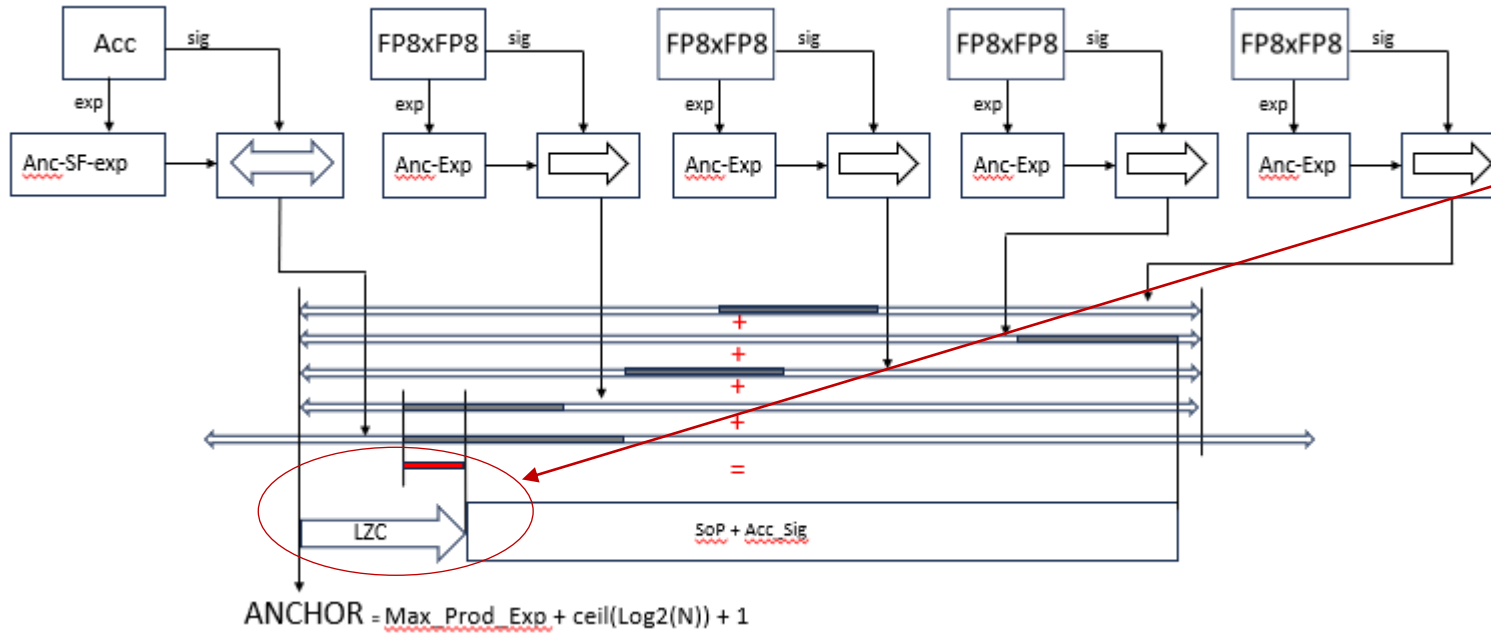 Acc
sig
FP8xFP8
sig
FP8xFP8
sig
FP8xFP8
sig
FP8xFP8
sig
exp
exp
exp
exp
exp
Anc-SF-exp
Anc-Exp
Anc-Exp
Anc-Exp
Anc-Exp
+
+
+
+
=
LZC
SoP + Acc_Sig
ANCHOR = Max_Prod_Exp + ceil(Log2(N)) + 1